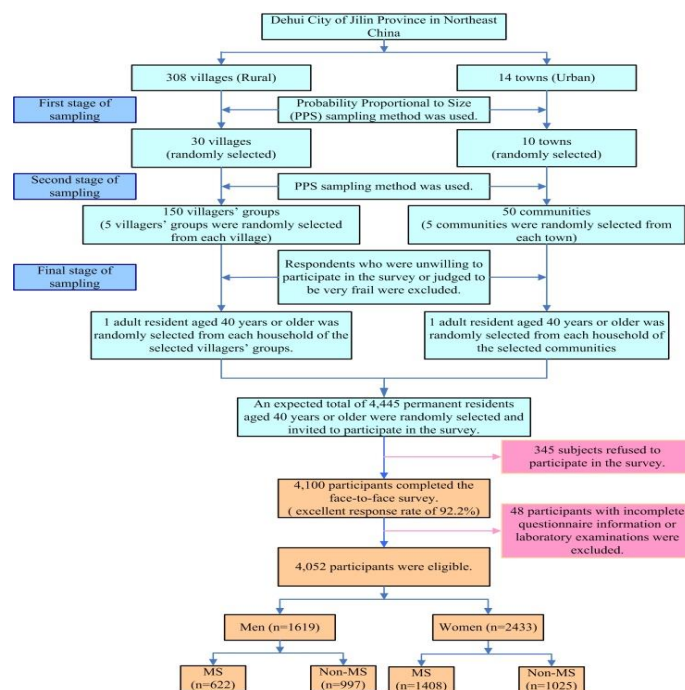 Dehui City of Jilin Province in Northeast
China
308 villages (Rural)
14 towns (Urban)
First stage of
sampling
Probability Proportional to Size
(PPS) sampling method was used.
30 villages
(randomly selected)
10 towns
(randomly selected)
Second stage of
sampling
PPS sampling method was used.
150 villagers’ groups
(5 villagers’ groups were randomly selected
from each village)
50 communities
(5 communities were randomly selected from
each town)
Final stage of
sampling
Respondents who were unwilling to
participate in the survey or judged to
be very frail were excluded.
1 adult resident aged 40 years or older was
randomly selected from each household of the
selected villagers’ groups.
1 adult resident aged 40 years or older was
randomly selected from each household of
the selected communities
An expected total of 4,445 permanent residents
aged 40 years or older were randomly selected and
invited to participate in the survey.
345 subjects refused to
participate in the survey.
4,100 participants completed the
face-to-face survey.
( excellent response rate of 92.2%)
48 participants with incomplete
questionnaire information or
laboratory examinations were
excluded.
4,052 participants were eligible.
Men (n=1619)
Women (n=2433)
MS
(n=622)
Non-MS
(n=997)
MS
(n=1408)
Non-MS
(n=1025)